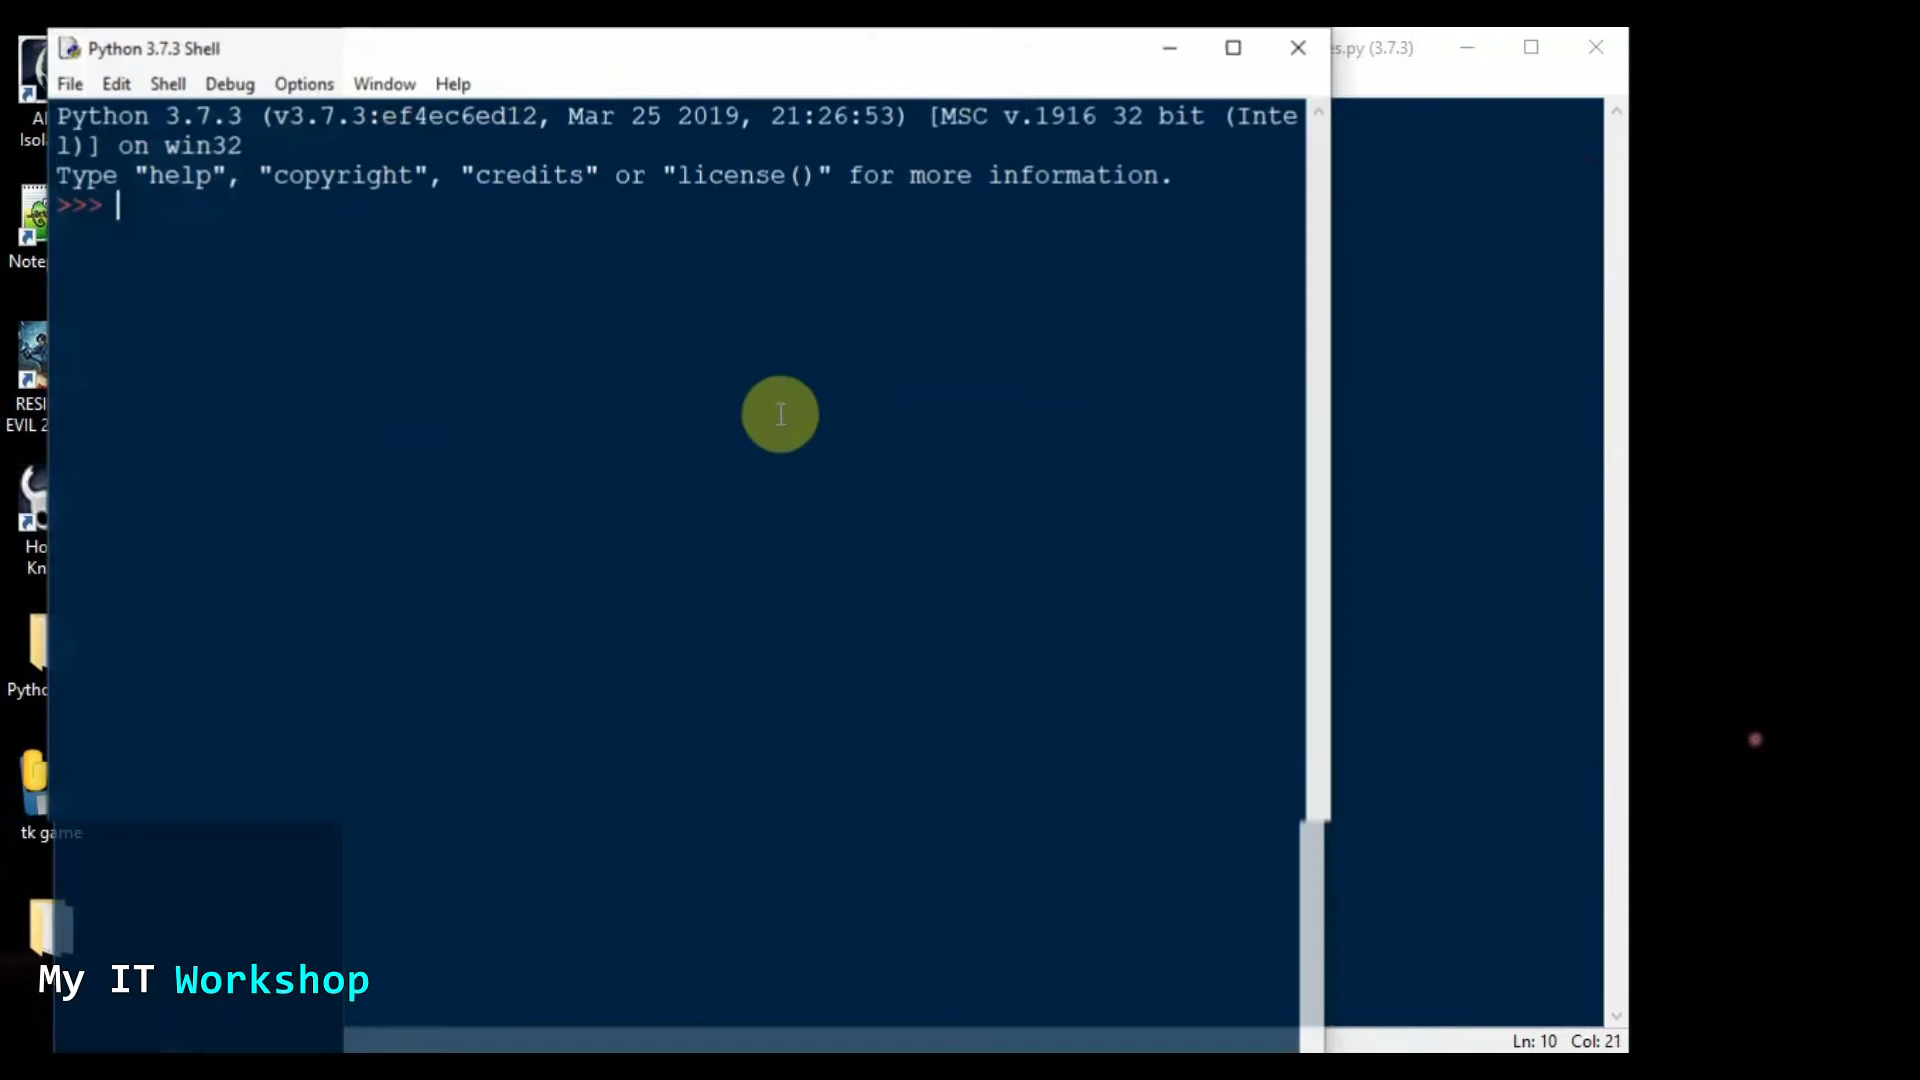 Python 3.7.3 Shell
s.py (3.7.3)
File Edit Shell Debug Options Window Help
Python 3.7.3 (v3.7.3:ef4ec6ed12, Mar 25 2019, 21:26:53) [MSC v.1916 32 bit (Inte
l)] on win32
Type "help", "copyright", "credits" or "license()" for more information.
>>>
Isol
Note
RESI
EVIL 2
Ho
Kn
Pytho
tk game
My IT Workshop
Ln: 10 Col: 21